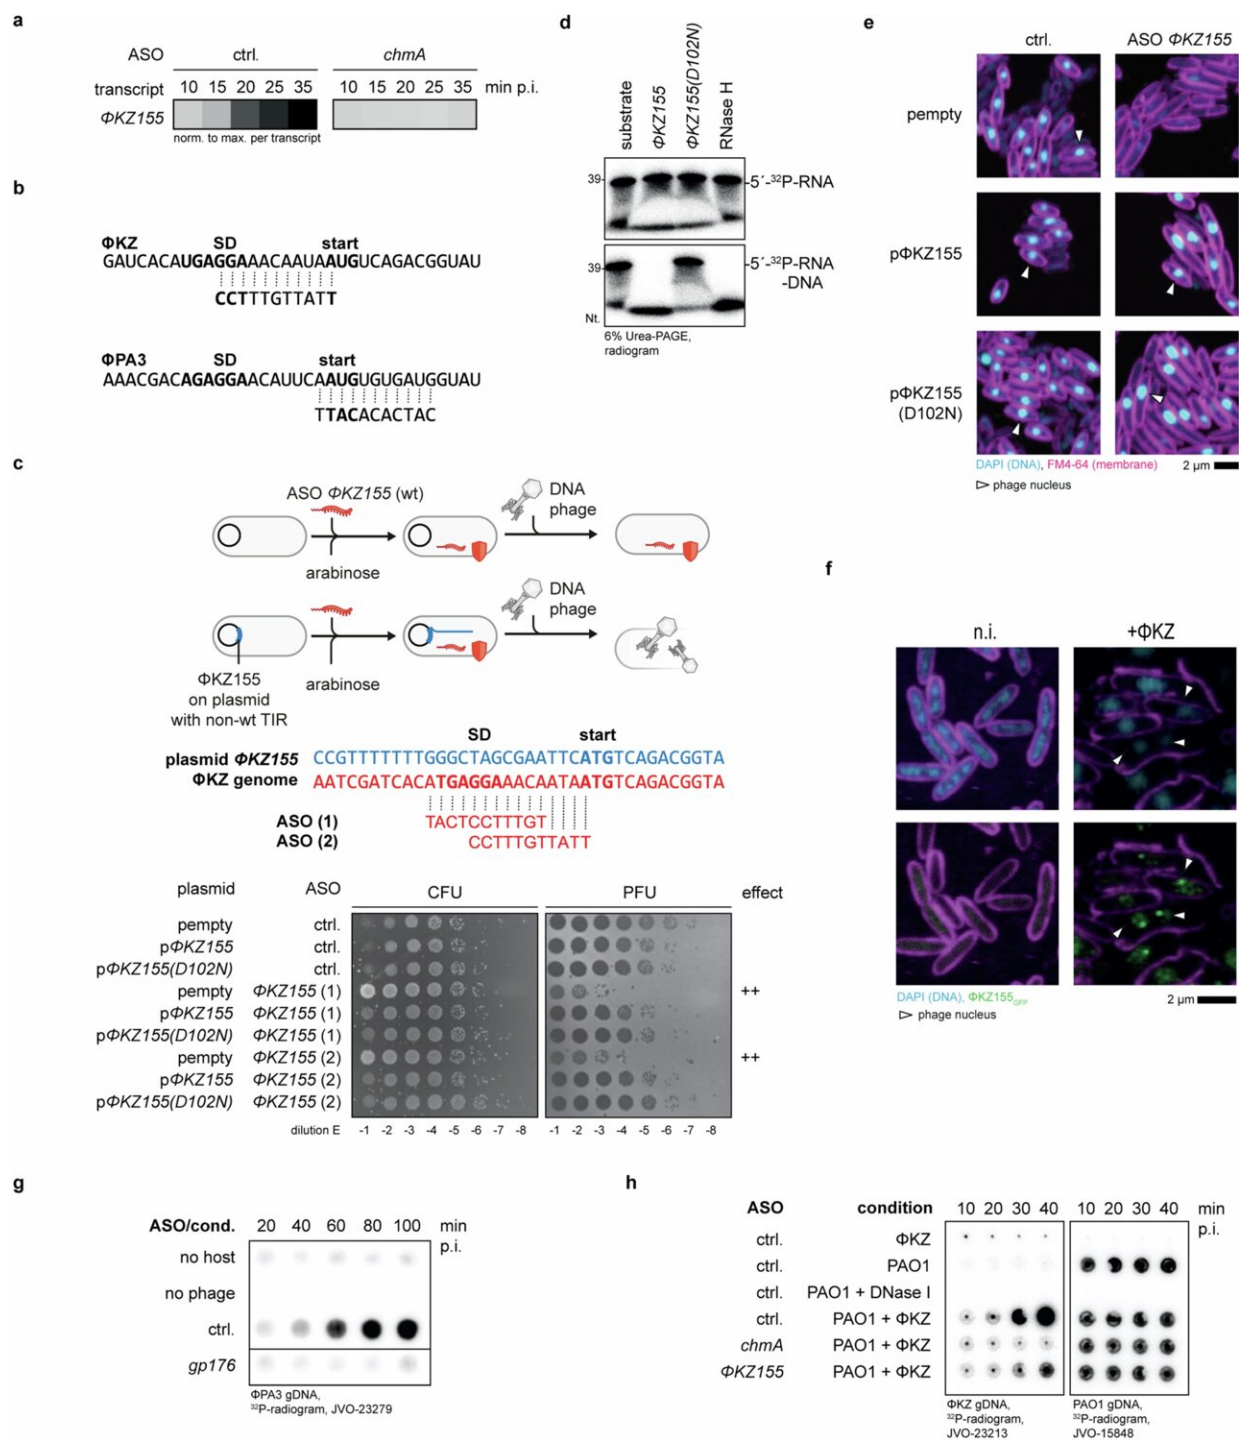 a
ASO ctrl. chmA
transcript 10 15 20 25 35 10 15 20 25 35 min p.i.
ΦKZ155
norm. to max. per transcript
b
ΦKZ SD start
GAUCACAUGAGGAAACAAUAAUGUCAGACGGUAU
CCTTTGTTATT
ΦPA3 SD start
AAACGACAGAGGAACAUUCAAUGUGUGAUGGUAU
TTACACACTAC
c
ASO ΦKZ155 (wt)
DNA
phage
arabinose
DNA
phage
ΦKZ155
on plasmid
with non-wt TIR
arabinose
SD start
plasmid ΦKZ155 CCGTTTTTTTGGGCTAGCGAATTCATGTCAGACGGTA
ΦKZ genome AATCGATCACATGAGGAAACAATAATGTCAGACGGTA
ASO (1) TACTCCTTTGT
ASO (2) CCTTTGTTATT
plasmid ASO CFU PFU effect
pempty ctrl.
pΦKZ155 ctrl.
pΦKZ155(D102N) ctrl.
pempty ΦKZ155 (1) ++
pΦKZ155 ΦKZ155 (1)
pΦKZ155(D102N) ΦKZ155 (1)
pempty ΦKZ155 (2) ++
pΦKZ155 ΦKZ155 (2)
pΦKZ155(D102N) ΦKZ155 (2)
dilution E -1 -2 -3 -4 -5 -6 -7 -8 -1 -2 -3 -4 -5 -6 -7 -8
d
substrate
ΦKZ155
ΦKZ155(D102N)
RNase H
39- -5´-³²P-RNA
39- -5´-³²P-RNA
-DNA
Nt.
6% Urea-PAGE,
radiogram
e
ctrl. ASO ΦKZ155
pempty
pΦKZ155
pΦKZ155
(D102N)
DAPI (DNA), FM4-64 (membrane) 2 µm
phage nucleus
f
n.i. +ΦKZ
DAPI (DNA), ΦKZ155GFP 2 µm
phage nucleus
g
ASO/cond. 20 40 60 80 100 min
p.i.
no host
no phage
ctrl.
gp176
ΦPA3 gDNA,
³²P-radiogram, JVO-23279
h
ASO condition 10 20 30 40 10 20 30 40 min
p.i.
ctrl. ΦKZ
ctrl. PAO1
ctrl. PAO1 + DNase I
ctrl. PAO1 + ΦKZ
chmA PAO1 + ΦKZ
ΦKZ155 PAO1 + ΦKZ
ΦKZ gDNA,
³²P-radiogram,
JVO-23213
PAO1 gDNA,
³²P-radiogram,
JVO-15848